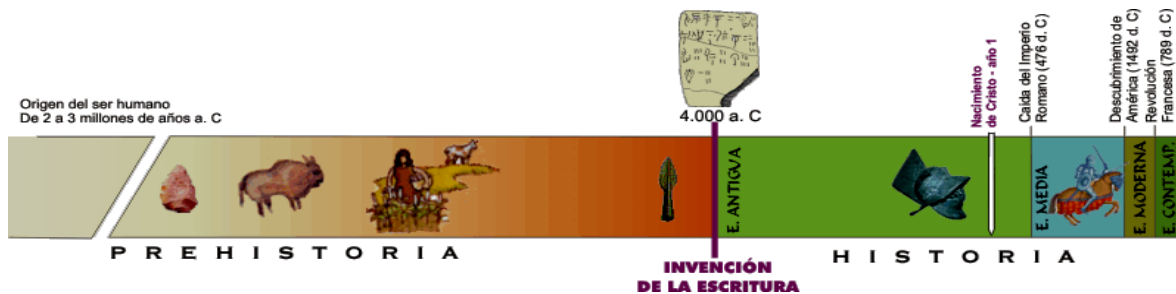 Origen del ser humano
De 2 a 3 millones de años a. C
4.000 a. C
Nacimiento
de Cristo - año 1
Caida del Imperio
Romano (476 d. C)
Descubrimiento de
América (1492 d. C)
Revolución
Francesa (789 d. C)
E. ANTIGUA
E. MEDIA
E. MODERNA
E. CONTEMP.
PREHISTORIA
HISTORIA
INVENCIÓN
DE LA ESCRITURA